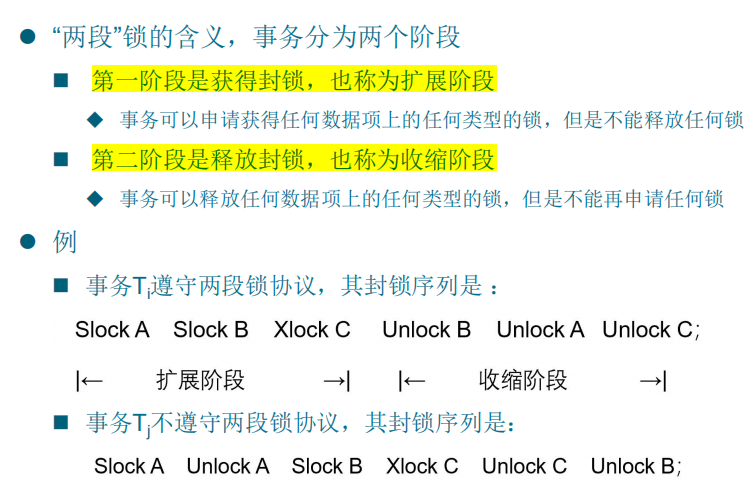 “两段”锁的含义，事务分为两个阶段
第一阶段是获得封锁，也称为扩展阶段
事务可以申请获得任何数据项上的任何类型的锁，但是不能释放任何锁
第二阶段是释放封锁，也称为收缩阶段
事务可以释放任何数据项上的任何类型的锁，但是不能再申请任何锁
例
事务Ti遵守两段锁协议，其封锁序列是 ：
Slock A Slock B Xlock C Unlock B Unlock A Unlock C；
|← 扩展阶段 →| |← 收缩阶段 →|
事务Tj不遵守两段锁协议，其封锁序列是：
Slock A Unlock A Slock B Xlock C Unlock C Unlock B；